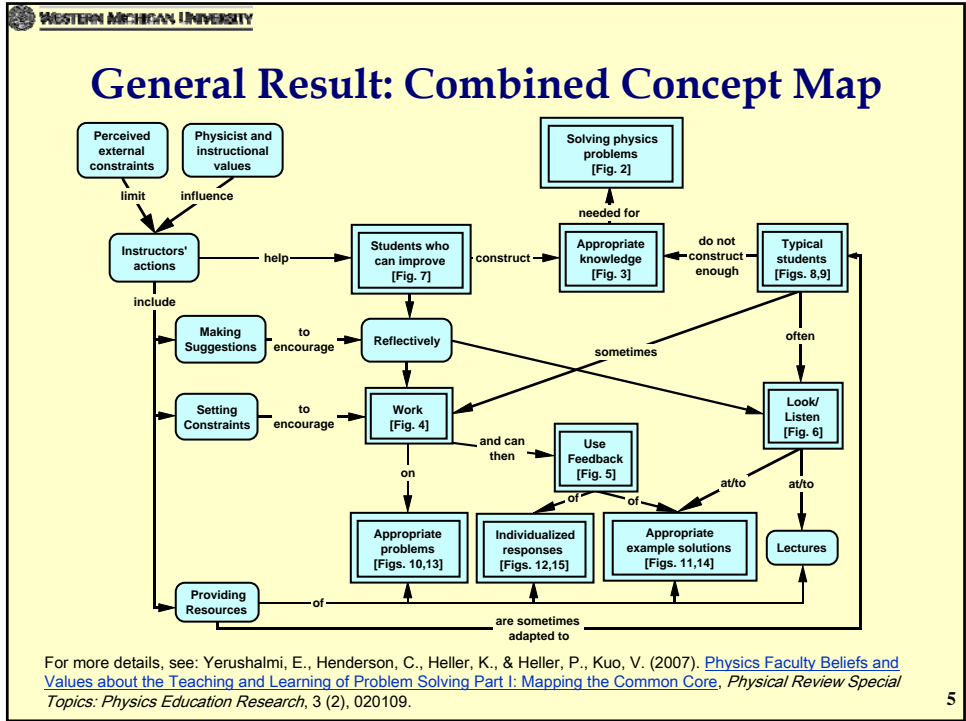 WESTERN MICHIGAN UNIVERSITY
General Result: Combined Concept Map
Perceived
external
constraints
Physicist and
instructional
values
Solving physics
problems
[Fig. 2]
limit
influence
needed for
Instructors'
actions
help
Students who
can improve
[Fig. 7]
construct
Appropriate
knowledge
[Fig. 3]
do not
construct
enough
Typical
students
[Figs. 8,9]
include
Making
Suggestions
to
encourage
Reflectively
sometimes
often
Setting
Constraints
to
encourage
Work
[Fig. 4]
and can
then
Use
Feedback
[Fig. 5]
Look/
Listen
[Fig. 6]
on
of
of
at/to
at/to
Appropriate
problems
[Figs. 10,13]
Individualized
responses
[Figs. 12,15]
Appropriate
example solutions
[Figs. 11,14]
Lectures
Providing
Resources
of
are sometimes
adapted to
For more details, see: Yerushalmi, E., Henderson, C., Heller, K., & Heller, P., Kuo, V. (2007). Physics Faculty Beliefs and
Values about the Teaching and Learning of Problem Solving Part I: Mapping the Common Core, Physical Review Special
Topics: Physics Education Research, 3 (2), 020109.
5